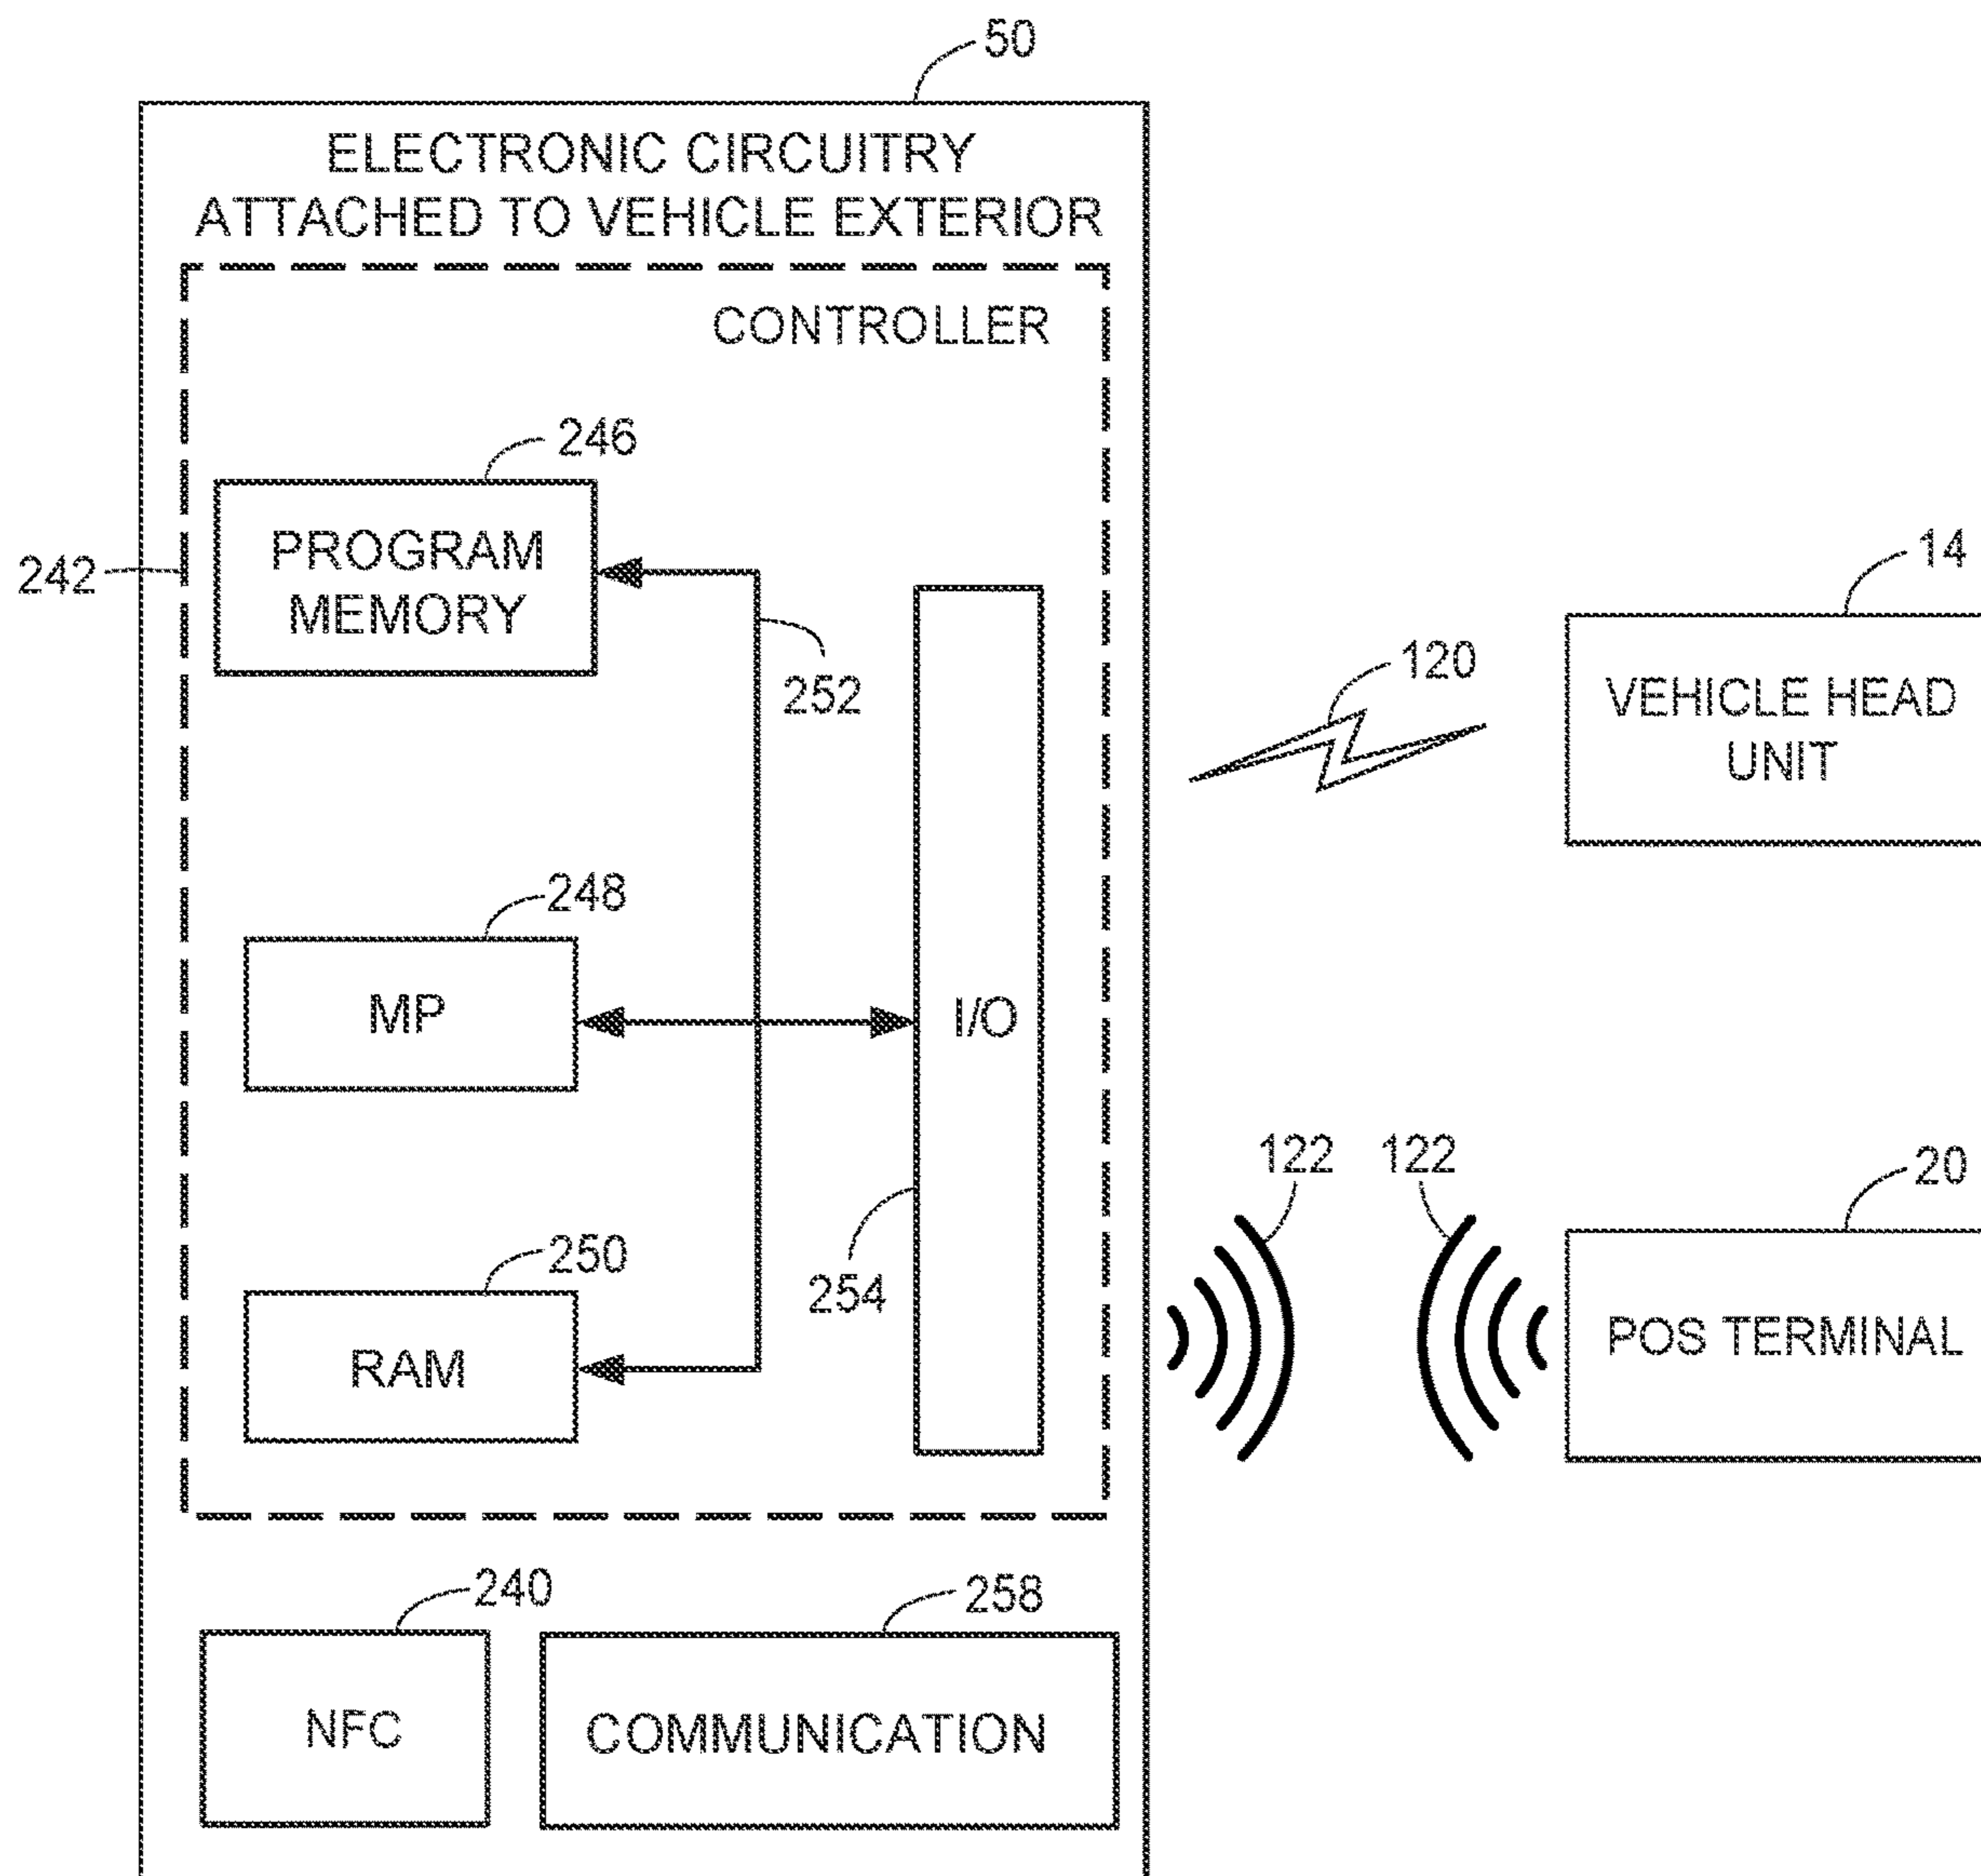 50
ELECTRONIC CIRCUITRY
ATTACHED TO VEHICLE EXTERIOR
CONTROLLER
246
PROGRAM
MEMORY
242
252
248
MP
I/O
250
RAM
254
240
NFC
258
COMMUNICATION
120
14
VEHICLE HEAD
UNIT
122
122
20
POS TERMINAL